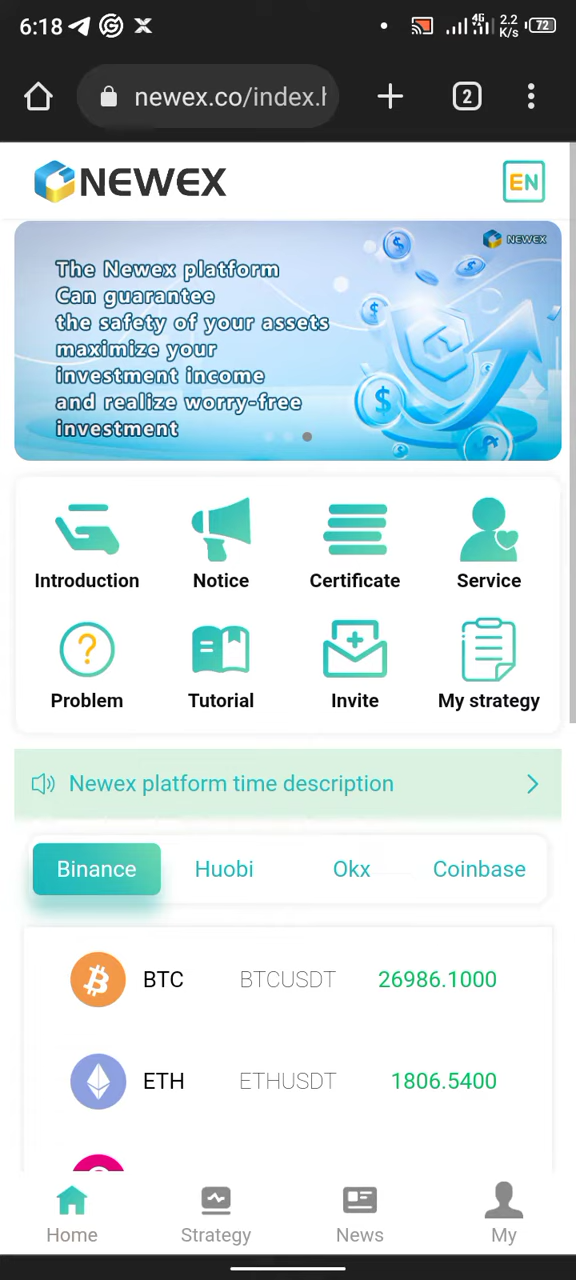 6:18
4G
2.2
K/s
72
newex.co/index.h
2
NEWEX
EN
NEWEX
The Newex platform
Can guarantee
the safety of your assets
maximize your
investment income
and realize worry-free
investment
Introduction
Notice
Certificate
Service
Problem
Tutorial
Invite
My strategy
Newex platform time description
Binance
Huobi
Okx
Coinbase
BTC BTCUSDT 26986.1000
ETH ETHUSDT 1806.5400
Home
Strategy
News
My